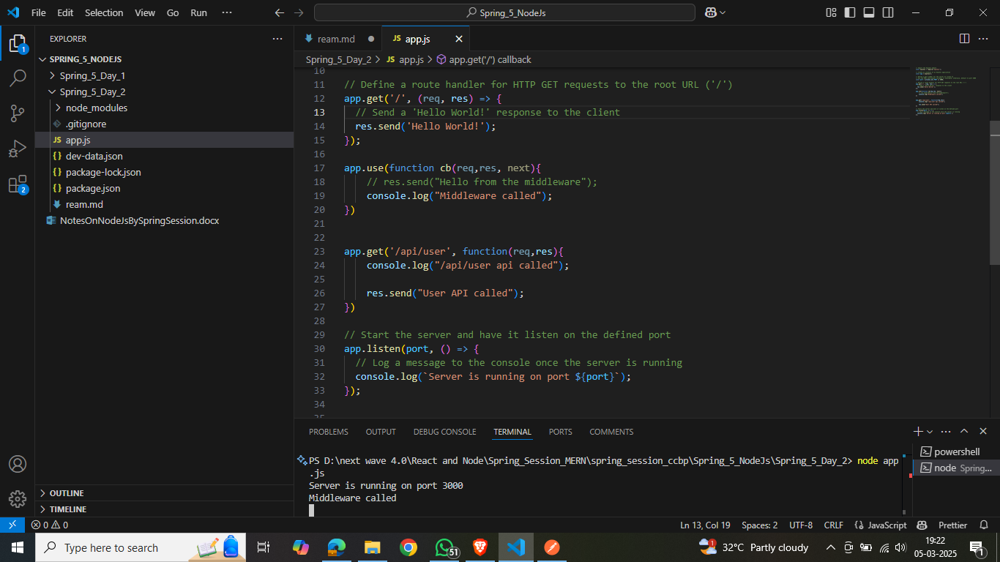 File Edit Selection View Go Run ···
Spring_5_NodeJs
EXPLORER
1
SPRING_5_NODEJS
Spring_5_Day_1
Spring_5_Day_2
node_modules
.gitignore
JS app.js
{} dev-data.json
{} package-lock.json
{} package.json
ream.md
NotesOnNodeJsBySpringSession.docx
2
OUTLINE
TIMELINE
ream.md
JS app.js
Spring_5_Day_2 > JS app.js > app.get('/') callback
10
11 // Define a route handler for HTTP GET requests to the root URL ('/')
12 app.get('/', (req, res) => {
13 // Send a 'Hello World!' response to the client
14 res.send('Hello World!');
15 });
16
17 app.use(function cb(req,res, next){
18 // res.send("Hello from the middleware");
19 console.log("Middleware called");
20 })
21
22
23 app.get('/api/user', function(req,res){
24 console.log("/api/user api called");
25
26 res.send("User API called");
27 })
28
29 // Start the server and have it listen on the defined port
30 app.listen(port, () => {
31 // Log a message to the console once the server is running
32 console.log(`Server is running on port ${port}`);
33 });
34
35
PROBLEMS OUTPUT DEBUG CONSOLE TERMINAL PORTS COMMENTS
PS D:\next wave 4.0\React and Node\Spring_Session_MERN\spring_session_ccbp\Spring_5_NodeJs\Spring_5_Day_2> node app
.js
Server is running on port 3000
Middleware called
powershell
node Spring...
0 0
Ln 13, Col 19 Spaces: 2 UTF-8 CRLF {} JavaScript Prettier
Type here to search
51
32°C Partly cloudy
19:22
05-03-2025
1